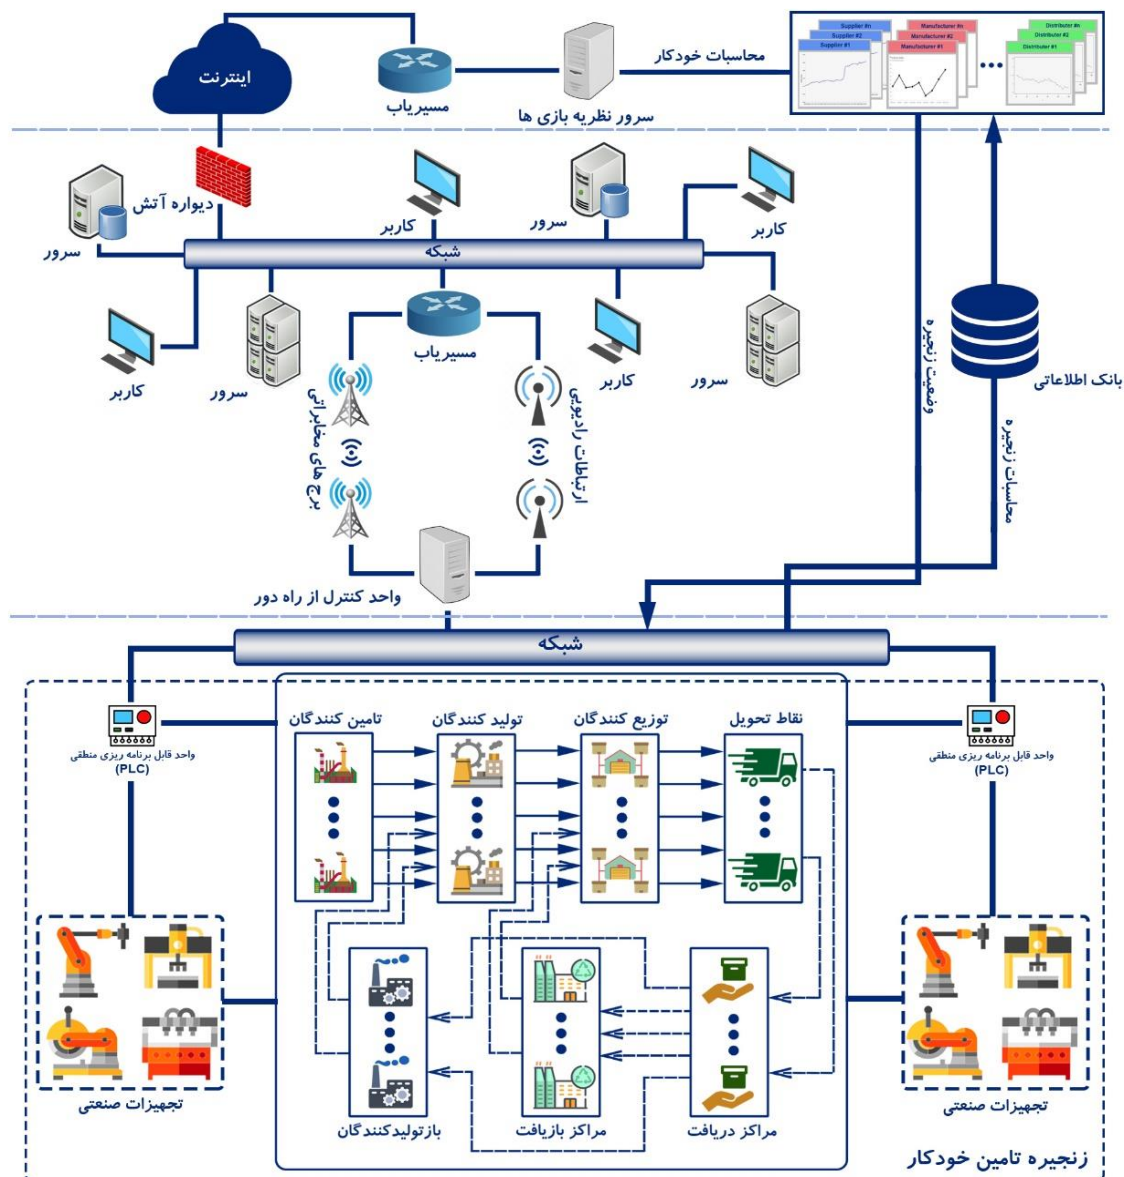 Supplier #n
Supplier #2
Supplier #1
Manufacturer #n
Manufacturer #2
Manufacturer #1
Distributer #n
Distributer #2
Distributer #1
اینترنت
مسیریاب
سرور نظریه بازی ها
محاسبات خودکار
دیواره آتش
سرور
کاربر
سرور
کاربر
شبکه
کاربر
سرور
مسیریاب
کاربر
سرور
برج های مخابراتی
ارتباطات رادیویی
وضعیت زنجیره
بانک اطلاعاتی
محاسبات زنجیره
واحد کنترل از راه دور
شبکه
واحد قابل برنامه ریزی منطقی
(PLC)
تامین کنندگان
تولید کنندگان
توزیع کنندگان
نقاط تحویل
واحد قابل برنامه ریزی منطقی
(PLC)
تجهیزات صنعتی
بازتولیدکنندگان
مراکز بازیافت
مراکز دریافت
تجهیزات صنعتی
زنجیره تامین خودکار